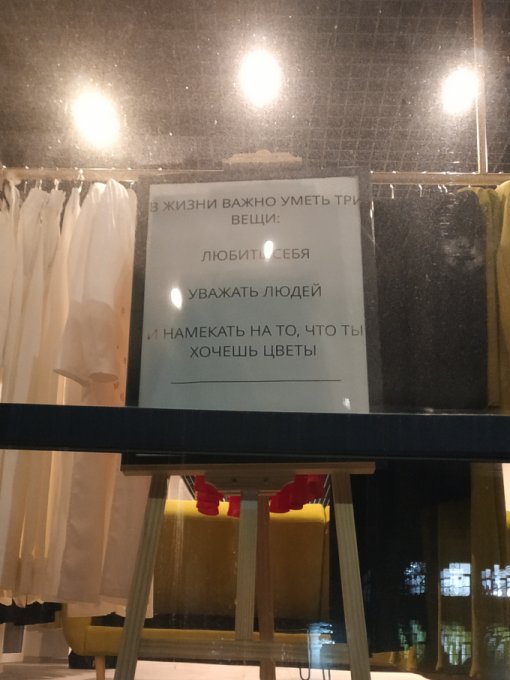 В ЖИЗНИ ВАЖНО УМЕТЬ ТРИ
ВЕЩИ:
ЛЮБИТЬ СЕБЯ
УВАЖАТЬ ЛЮДЕЙ
И НАМЕКАТЬ НА ТО, ЧТО ТЫ
ХОЧЕШЬ ЦВЕТЫ